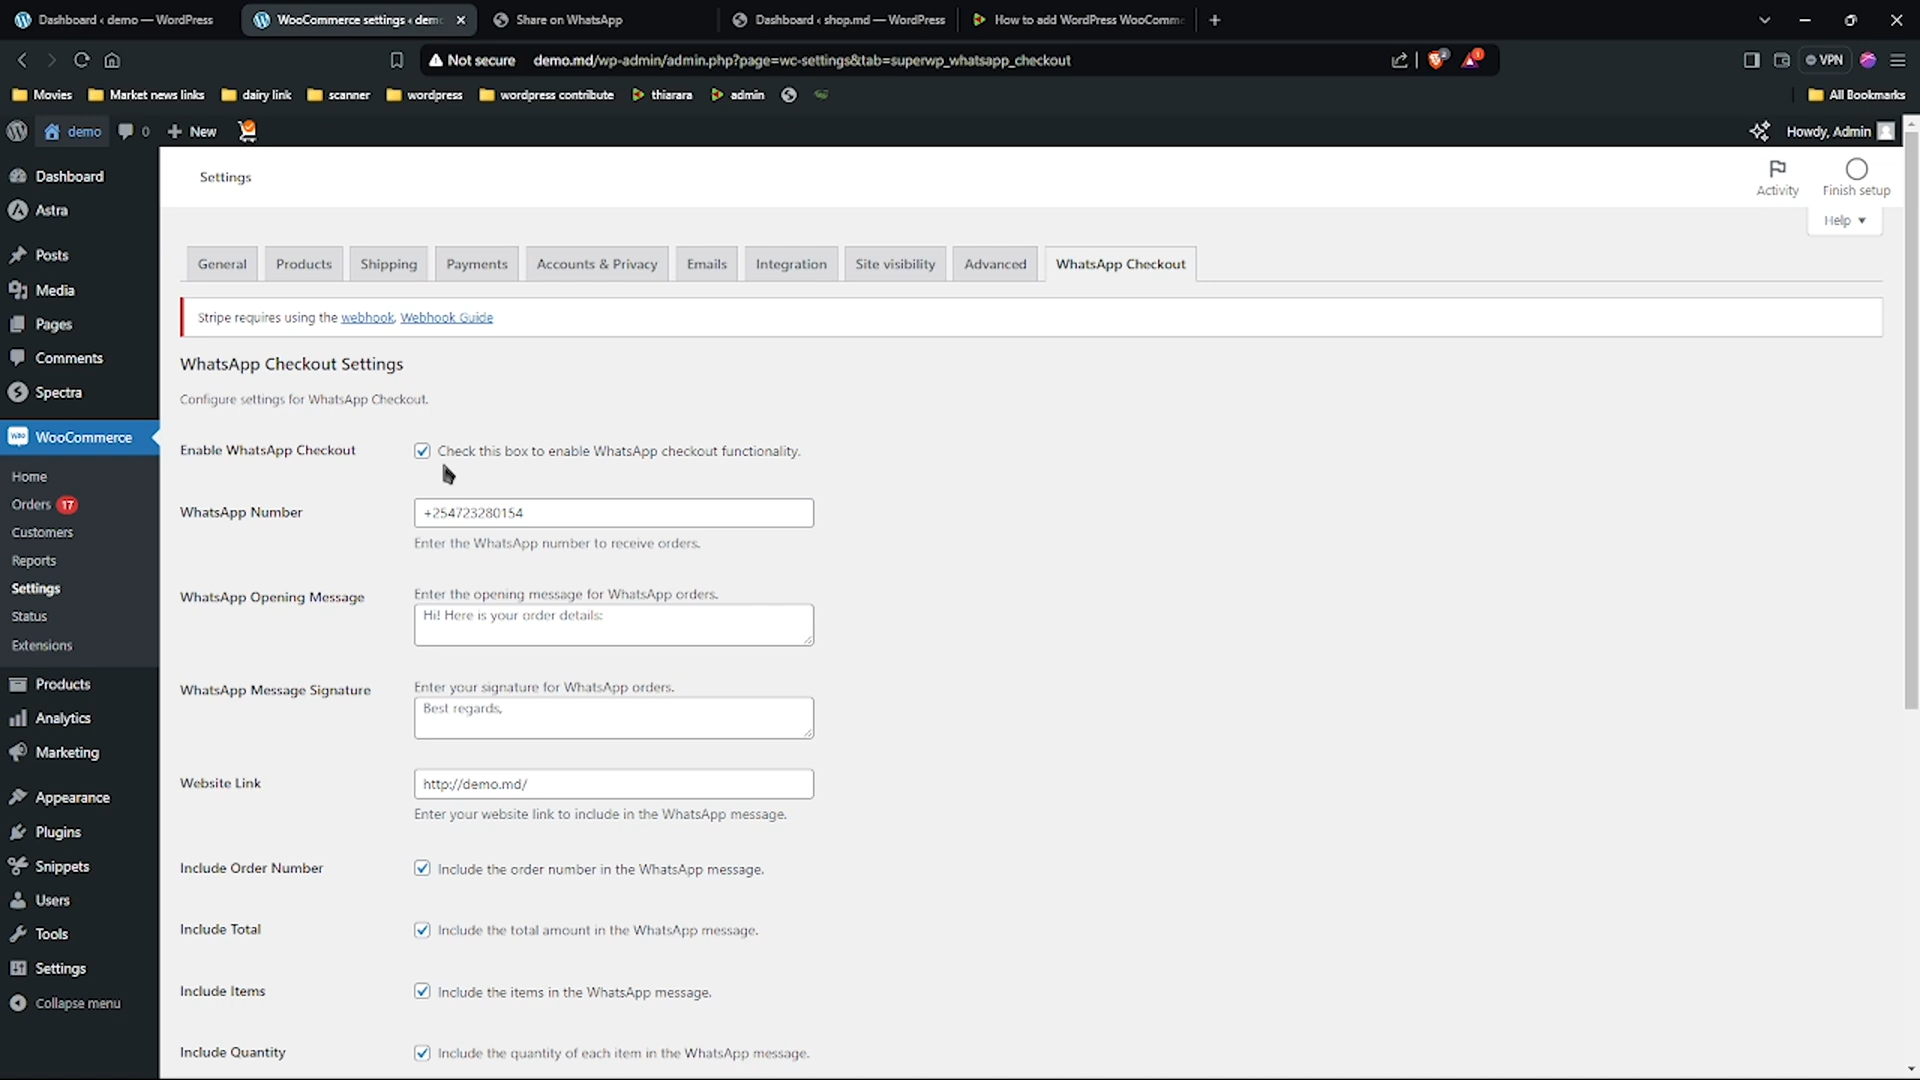 Dashboard ‹ demo — WordPress
WooCommerce settings ‹ dem
Share on WhatsApp
Dashboard ‹ shop.md — WordPress
How to add WordPress WooComm
Not secure
demo.md/wp-admin/admin.php?page=wc-settings&tab=superwp_whatsapp_checkout
2
1
VPN
Movies
Market news links
dairy link
scanner
wordpress
wordpress contribute
thiarara
admin
All Bookmarks
demo
0
New
Howdy, Admin
Dashboard
Astra
Posts
Media
Pages
Comments
Spectra
WooCommerce
Home
Orders 17
Customers
Reports
Settings
Status
Extensions
Products
Analytics
Marketing
Appearance
Plugins
Snippets
Users
Tools
Settings
Collapse menu
Settings
Activity
Finish setup
Help
General
Products
Shipping
Payments
Accounts & Privacy
Emails
Integration
Site visibility
Advanced
WhatsApp Checkout
Stripe requires using the webhook. Webhook Guide
WhatsApp Checkout Settings
Configure settings for WhatsApp Checkout.
Enable WhatsApp Checkout
Check this box to enable WhatsApp checkout functionality.
WhatsApp Number
+254723280154
Enter the WhatsApp number to receive orders.
WhatsApp Opening Message
Enter the opening message for WhatsApp orders.
Hi! Here is your order details:
WhatsApp Message Signature
Enter your signature for WhatsApp orders.
Best regards,
Website Link
http://demo.md/
Enter your website link to include in the WhatsApp message.
Include Order Number
Include the order number in the WhatsApp message.
Include Total
Include the total amount in the WhatsApp message.
Include Items
Include the items in the WhatsApp message.
Include Quantity
Include the quantity of each item in the WhatsApp message.